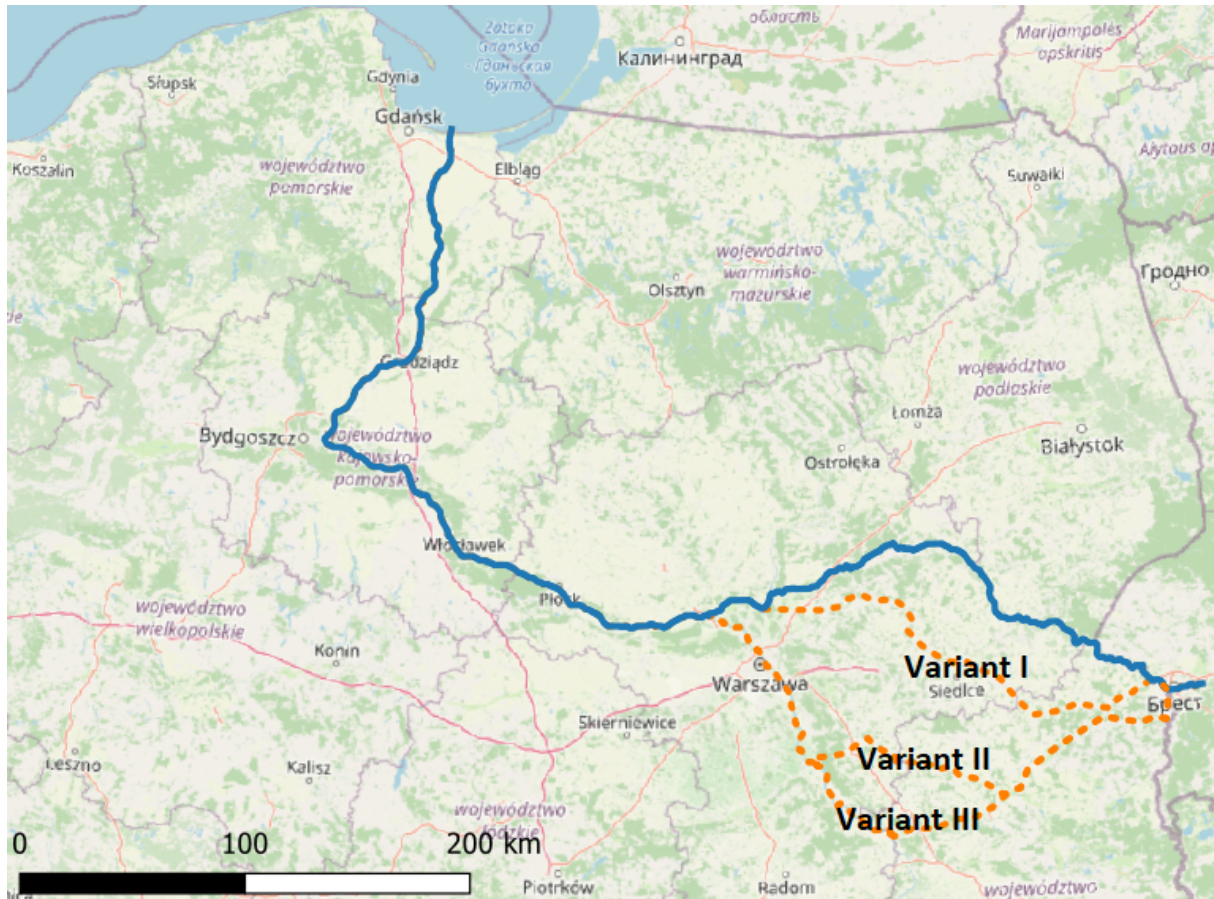 область
Marijampolės
apskritis
Zatoka
Gdańska
- Гданьская
бухта
Калининград
Gdynia
Słupsk
Gdańsk
Alytaus ap
Koszalin
województwo
pomorskie
Elbląg
Suwałki
województwo
warmińsko-
mazurskie
Гродно
Olsztyn
Grudziądz
województwo
podlaskie
Łomża
Bydgoszcz
województwo
kujawsko-
pomorskie
Białystok
Ostrołęka
Włocławek
Płock
województwo
wielkopolskie
Konin
Warszawa
Variant I
Siedlce
Брест
Skierniewice
Leszno
Kalisz
Variant II
województwo
łódzkie
Variant III
0
100
200 km
Piotrków
Radom
województwo